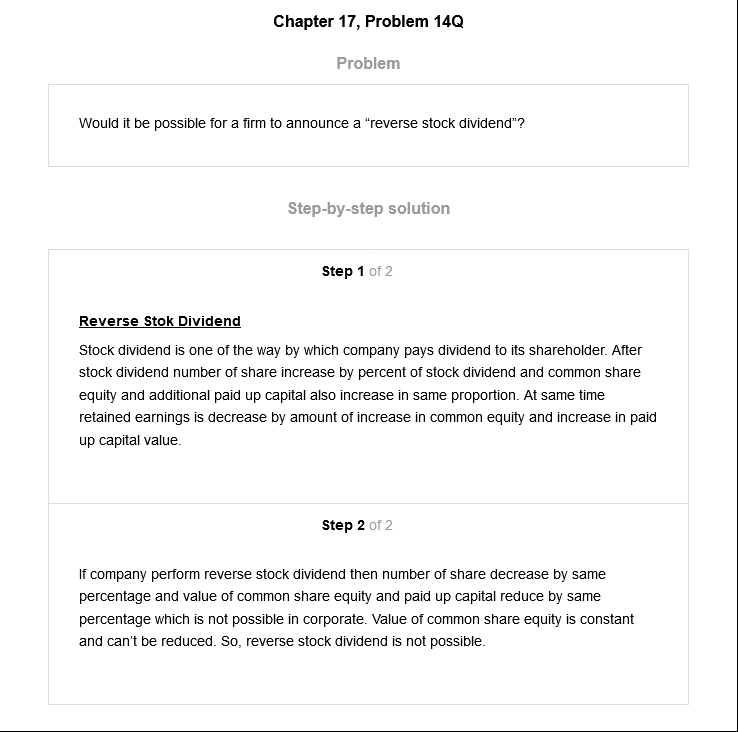 Chapter 17, Problem 14Q
Problem
Would it be possible for a firm to announce a “reverse stock dividend”?
Step-by-step solution
Step 1 of 2
Reverse Stok Dividend
Stock dividend is one of the way by which company pays dividend to its shareholder. After
stock dividend number of share increase by percent of stock dividend and common share
equity and additional paid up capital also increase in same proportion. At same time
retained earnings is decrease by amount of increase in common equity and increase in paid
up capital value.
Step 2 of 2
If company perform reverse stock dividend then number of share decrease by same
percentage and value of common share equity and paid up capital reduce by same
percentage which is not possible in corporate. Value of common share equity is constant
and can’t be reduced. So, reverse stock dividend is not possible.